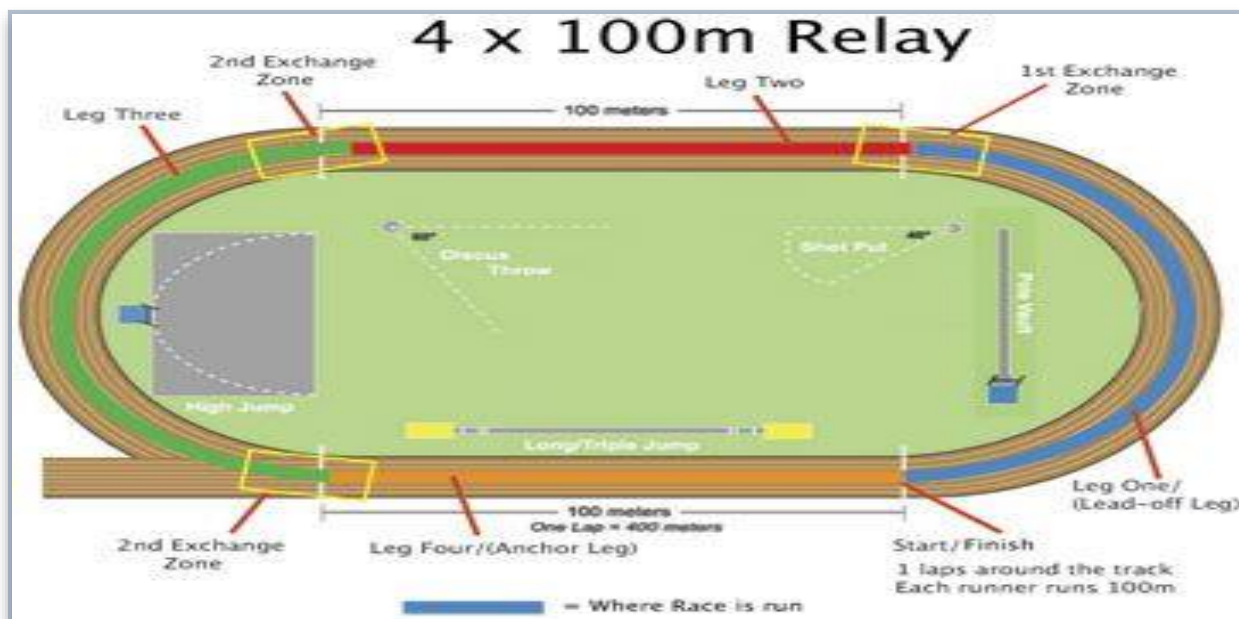 4 x 100m Relay
2nd Exchange
Zone
Leg Three
100 meters
Leg Two
1st Exchange
Zone
60°
Discus
Throw
Shot Put
40°
Pole Vault
High Jump
Long/Triple Jump
100 meters
One Lap = 400 meters
2nd Exchange
Zone
Leg Four/(Anchor Leg)
Start/Finish
1 laps around the track
Each runner runs 100m
Leg One/
(Lead-off Leg)
= Where Race is run